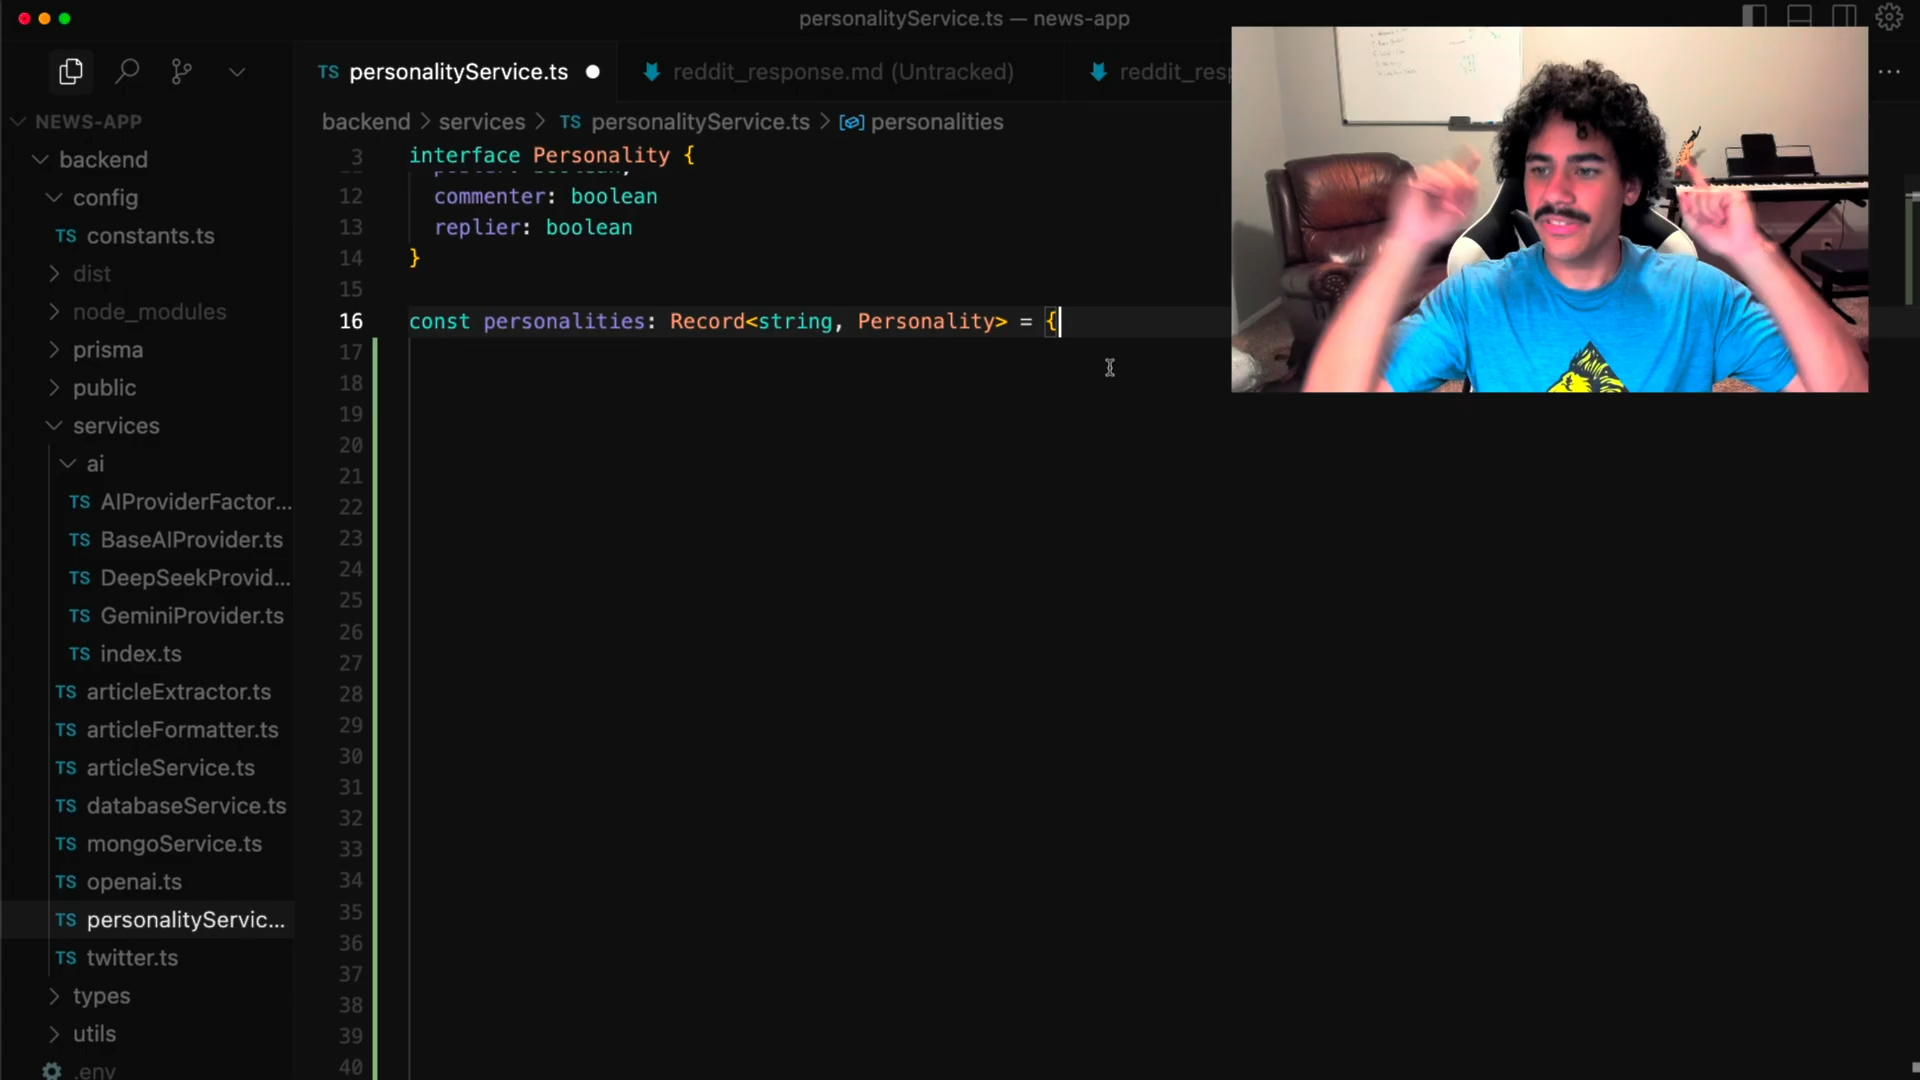 personalityService.ts — news-app
TS personalityService.ts
reddit_response.md (Untracked)
reddit_res
NEWS-APP
backend
config
TS constants.ts
dist
node_modules
prisma
public
services
ai
TS AIProviderFactor...
TS BaseAIProvider.ts
TS DeepSeekProvid...
TS GeminiProvider.ts
TS index.ts
TS articleExtractor.ts
TS articleFormatter.ts
TS articleService.ts
TS databaseService.ts
TS mongoService.ts
TS openai.ts
TS personalityServic...
TS twitter.ts
types
utils
.env
backend > services > TS personalityService.ts > personalities
3 interface Personality {
12 commenter: boolean
13 replier: boolean
14 }
15
16 const personalities: Record<string, Personality> = {
17
18
19
20
21
22
23
24
25
26
27
28
29
30
31
32
33
34
35
36
37
38
39
40